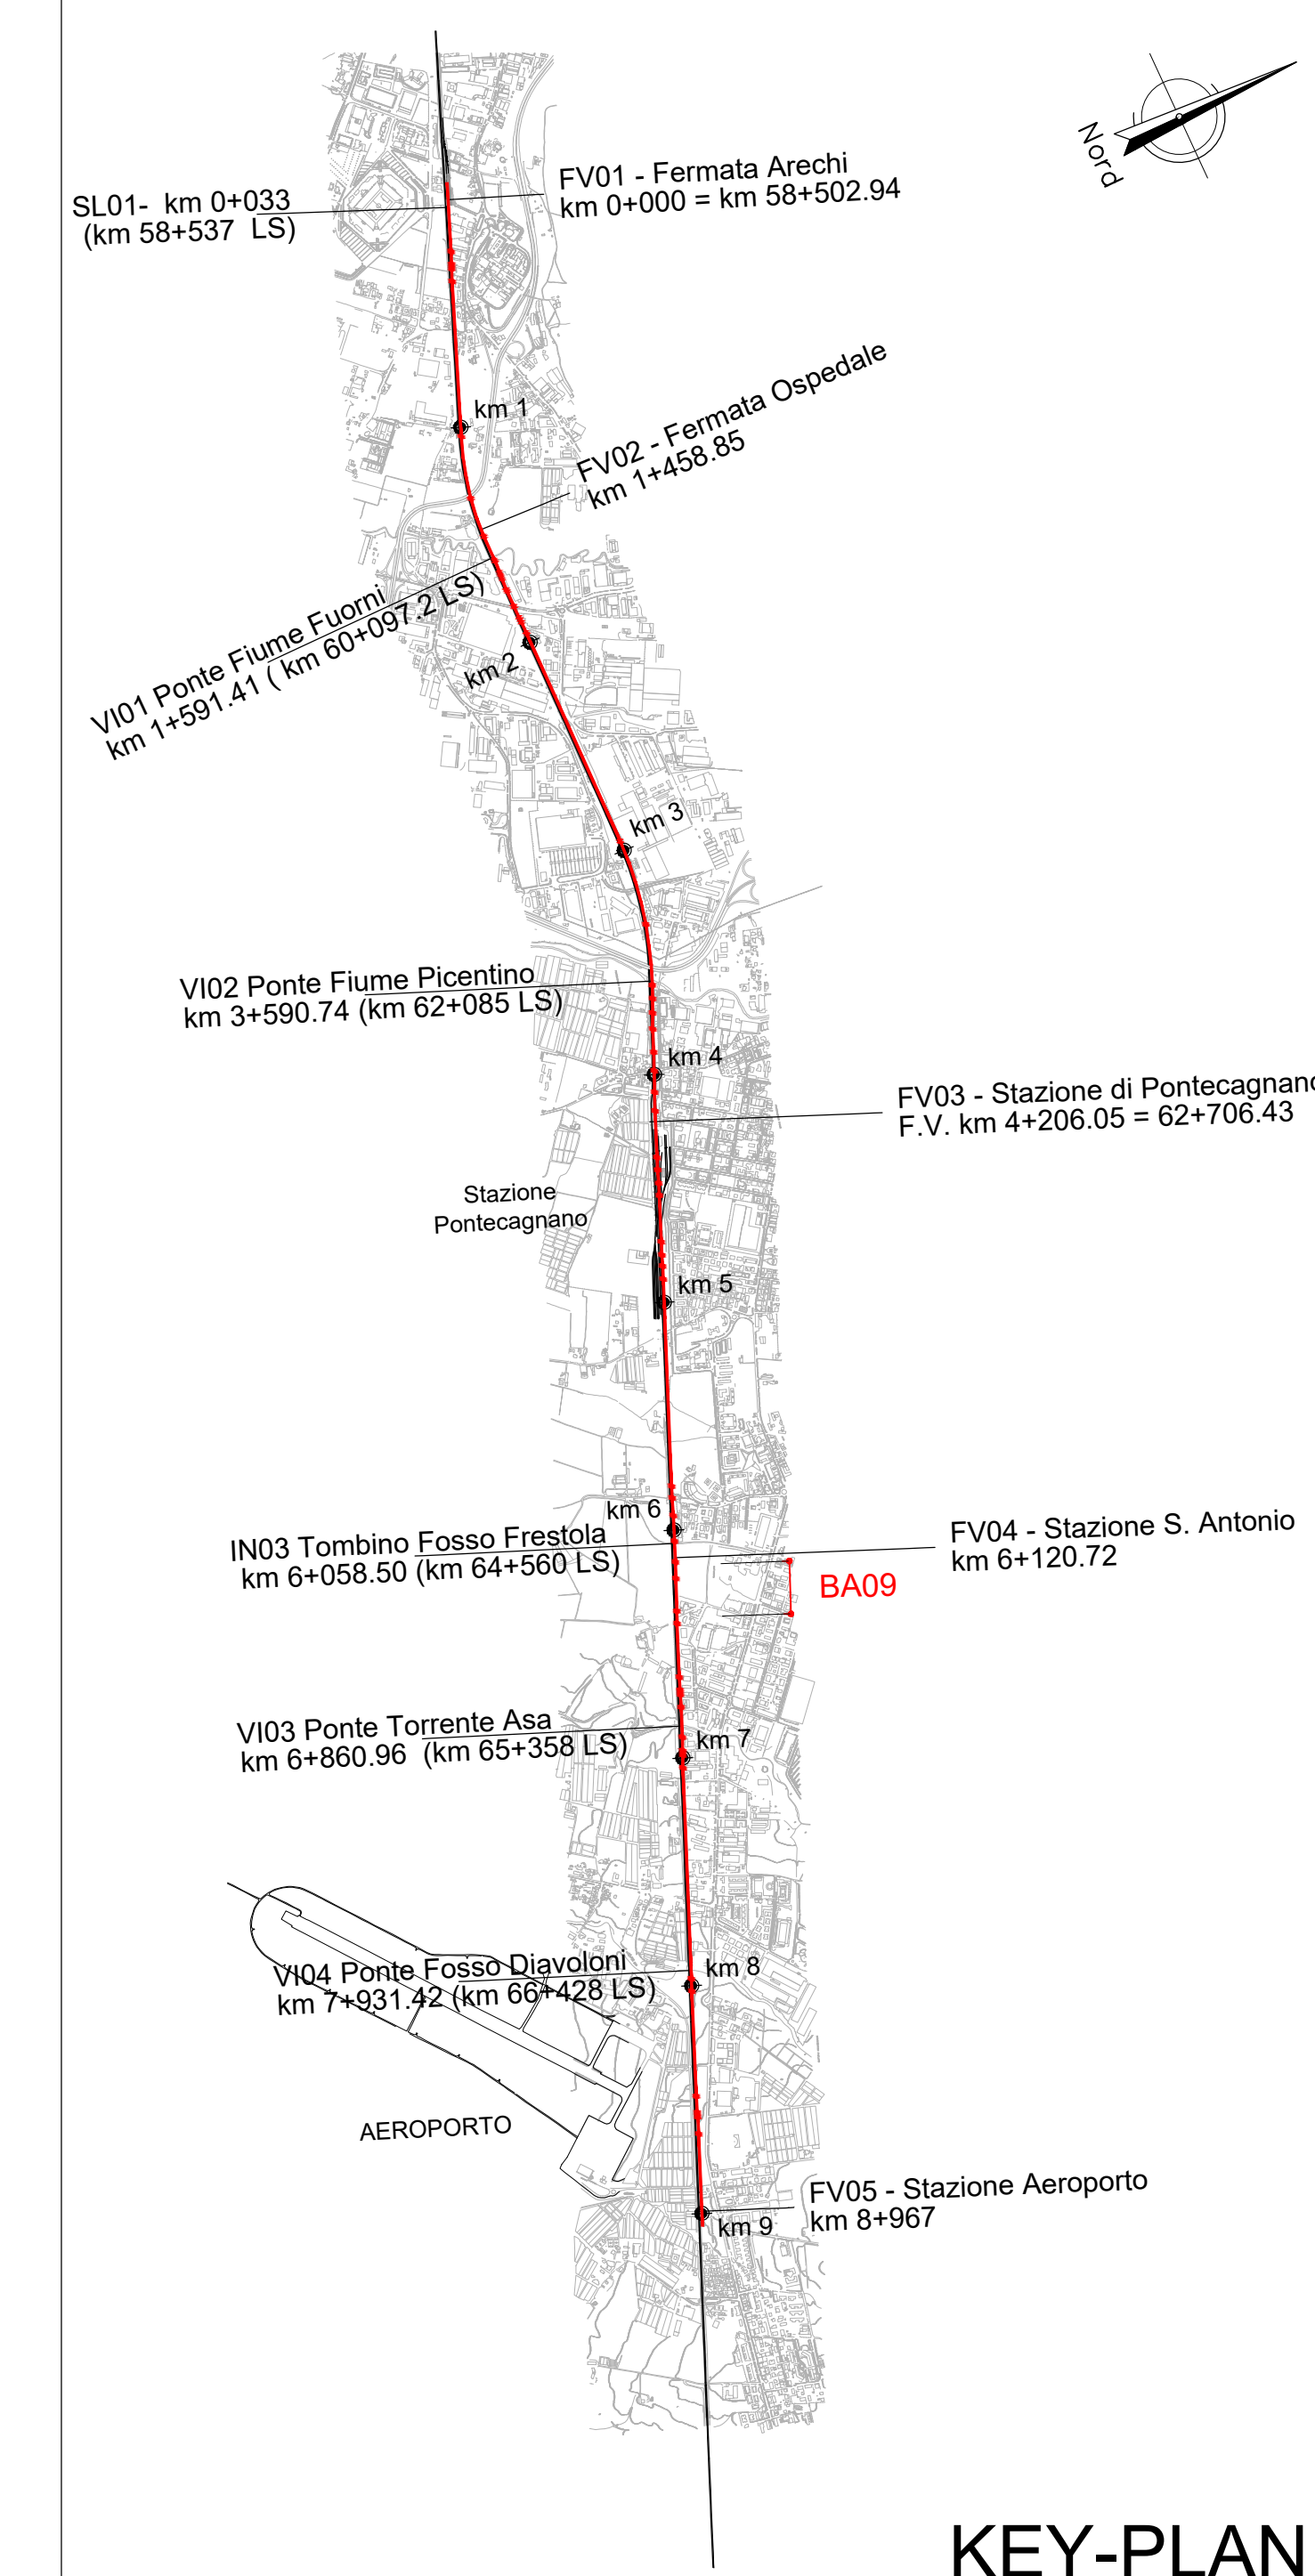 Nord
FV01 - Fermata Arechi
km 0+000 = km 58+502.94
SL01- km 0+033
(km 58+537 LS)
km 1
FV02 - Fermata Ospedale
km 1+458.85
VI01 Ponte Fiume Fuorni
km 1+591.41 ( km 60+097.2 LS)
km 2
km 3
VI02 Ponte Fiume Picentino
km 3+590.74 (km 62+085 LS)
km 4
FV03 - Stazione di Pontecagnano
F.V. km 4+206.05 = 62+706.43
Stazione
Pontecagnano
km 5
km 6
IN03 Tombino Fosso Frestola
km 6+058.50 (km 64+560 LS)
FV04 - Stazione S. Antonio
km 6+120.72
BA09
VI03 Ponte Torrente Asa
km 6+860.96 (km 65+358 LS)
km 7
VI04 Ponte Fosso Diavoloni
km 7+931.42 (km 66+428 LS)
km 8
AEROPORTO
FV05 - Stazione Aeroporto
km 8+967
km 9
KEY-PLAN